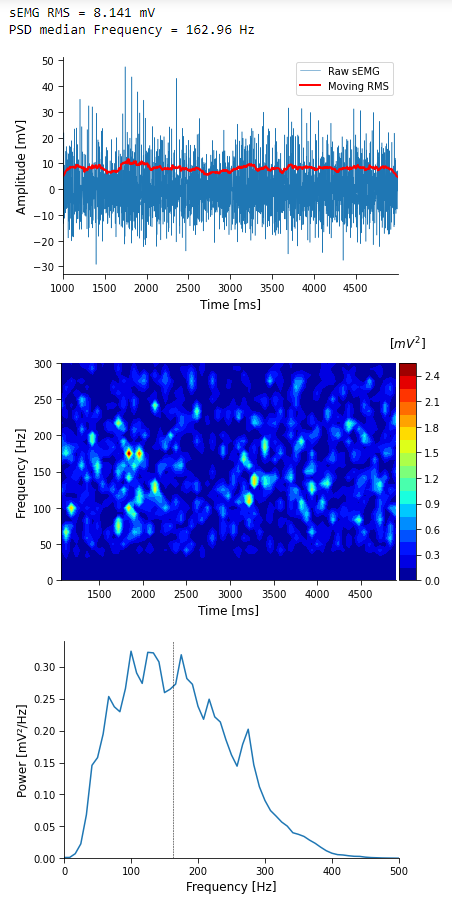 sEMG RMS = 8.141 mV
PSD median Frequency = 162.96 Hz
50
40
30
20
10
0
−10
−20
−30
Amplitude [mV]
Raw sEMG
Moving RMS
1000 1500 2000 2500 3000 3500 4000 4500
Time [ms]
[mV²]
300
250
200
150
100
50
0
Frequency [Hz]
2.4
2.1
1.8
1.5
1.2
0.9
0.6
0.3
0.0
1500 2000 2500 3000 3500 4000 4500
Time [ms]
0.30
0.25
0.20
0.15
0.10
0.05
0.00
Power [mV²/Hz]
0 100 200 300 400 500
Frequency [Hz]